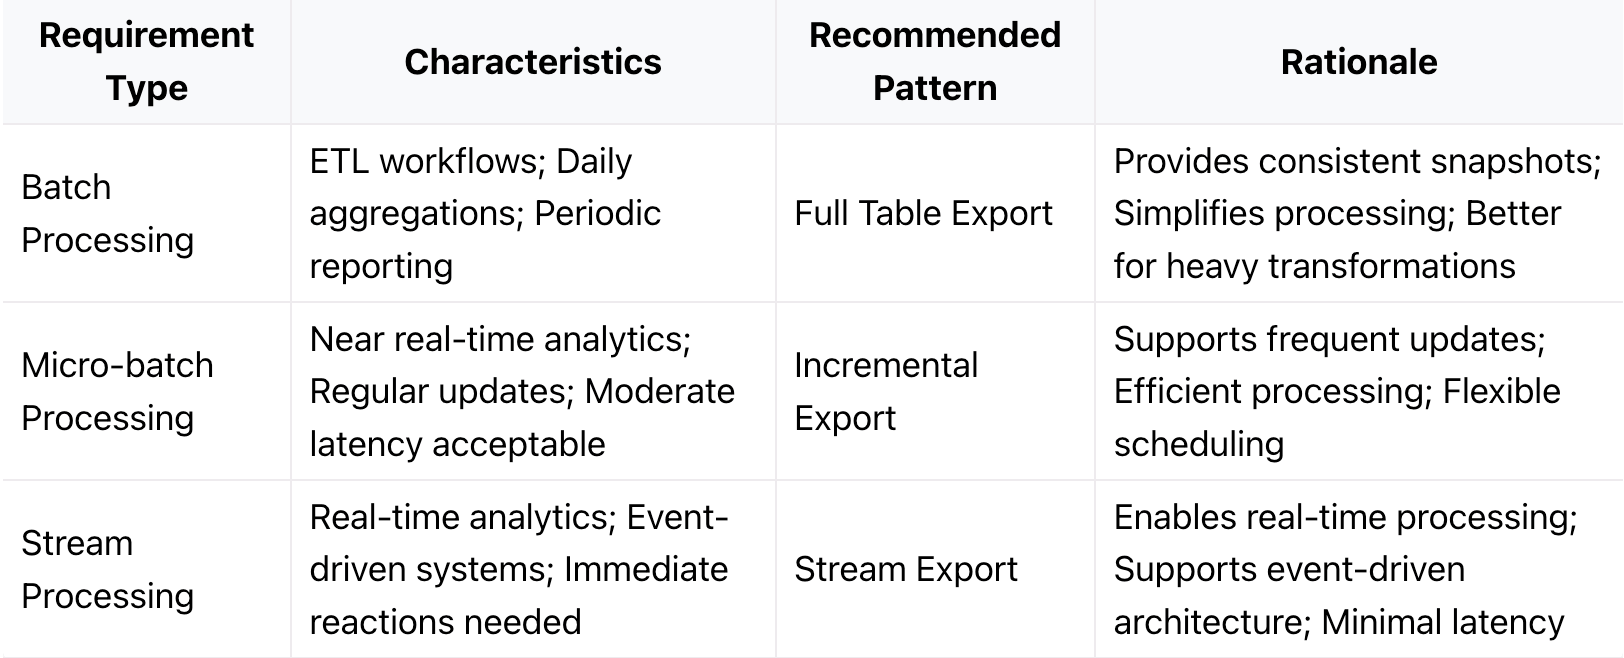 Requirement
Type
Characteristics
Recommended
Pattern
Rationale
Batch
Processing
ETL workflows; Daily
aggregations; Periodic
reporting
Full Table Export
Provides consistent snapshots;
Simplifies processing; Better
for heavy transformations
Micro-batch
Processing
Near real-time analytics;
Regular updates; Moderate
latency acceptable
Incremental
Export
Supports frequent updates;
Efficient processing; Flexible
scheduling
Stream
Processing
Real-time analytics; Event-
driven systems; Immediate
reactions needed
Stream Export
Enables real-time processing;
Supports event-driven
architecture; Minimal latency